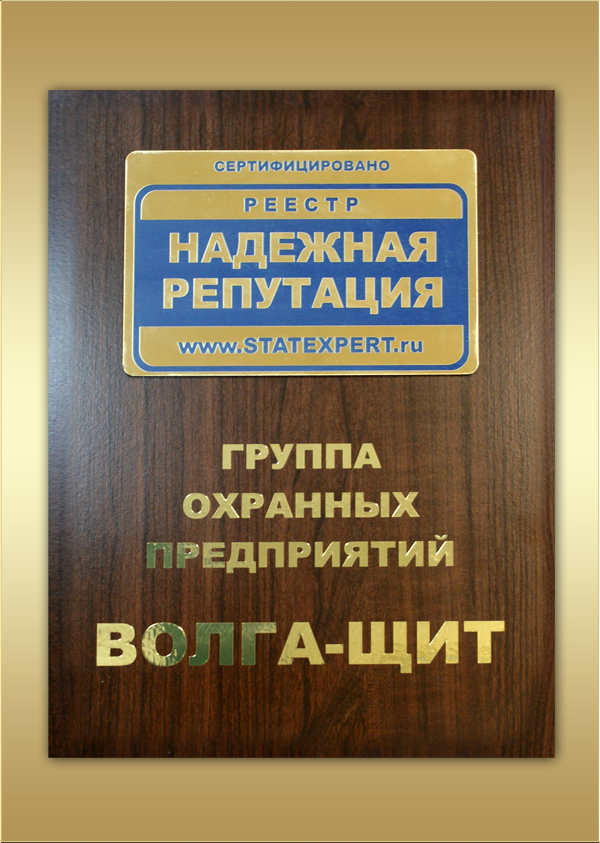 СЕРТИФИЦИРОВАНО
РЕЕСТР
НАДЕЖНАЯ
РЕПУТАЦИЯ
www.STATEXPERT.ru
ГРУППА
ОХРАННЫХ
ПРЕДПРИЯТИЙ
ВОЛГА-ЩИТ